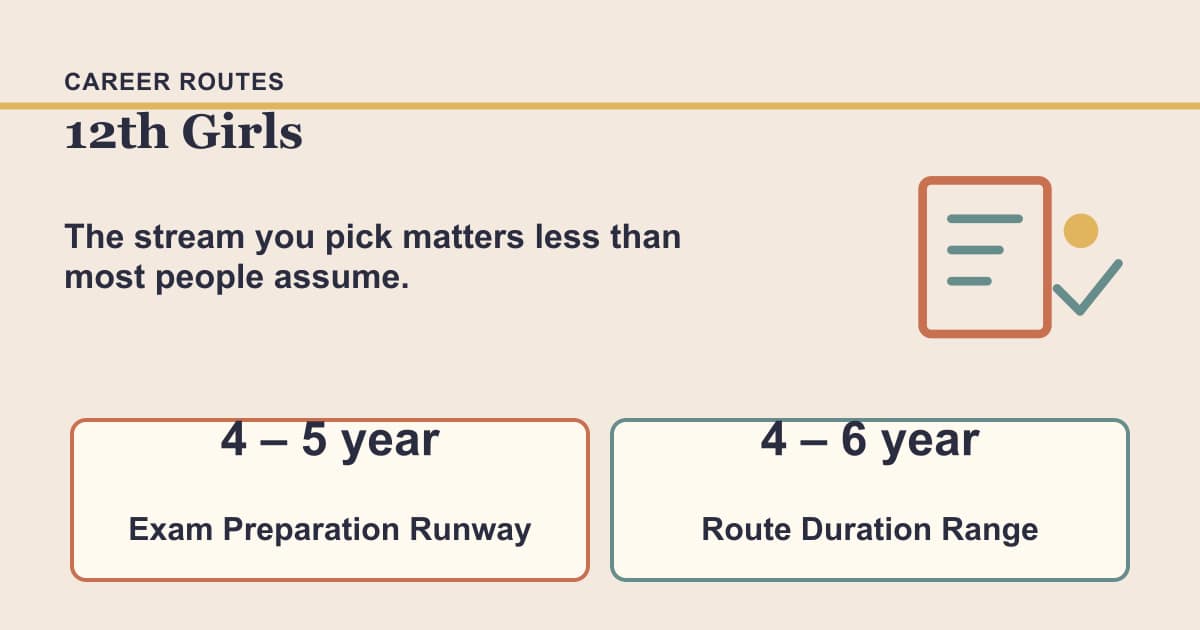 CAREER ROUTES
12th Girls
The stream you pick matters less than
most people assume.
4 – 5 year
Exam Preparation Runway
4 – 6 year
Route Duration Range